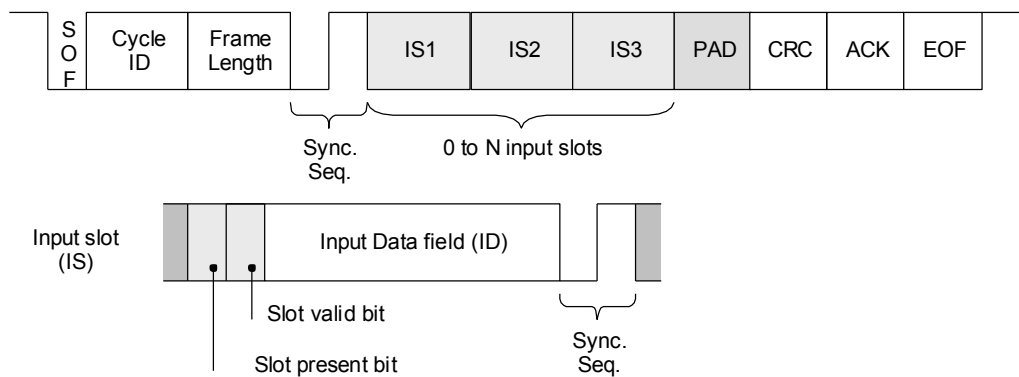 S
O
F
Cycle
ID
Frame
Length
IS1
IS2
IS3
PAD
CRC
ACK
EOF
Sync.
Seq.
0 to N input slots
Input slot
(IS)
Input Data field (ID)
Slot valid bit
Slot present bit
Sync.
Seq.